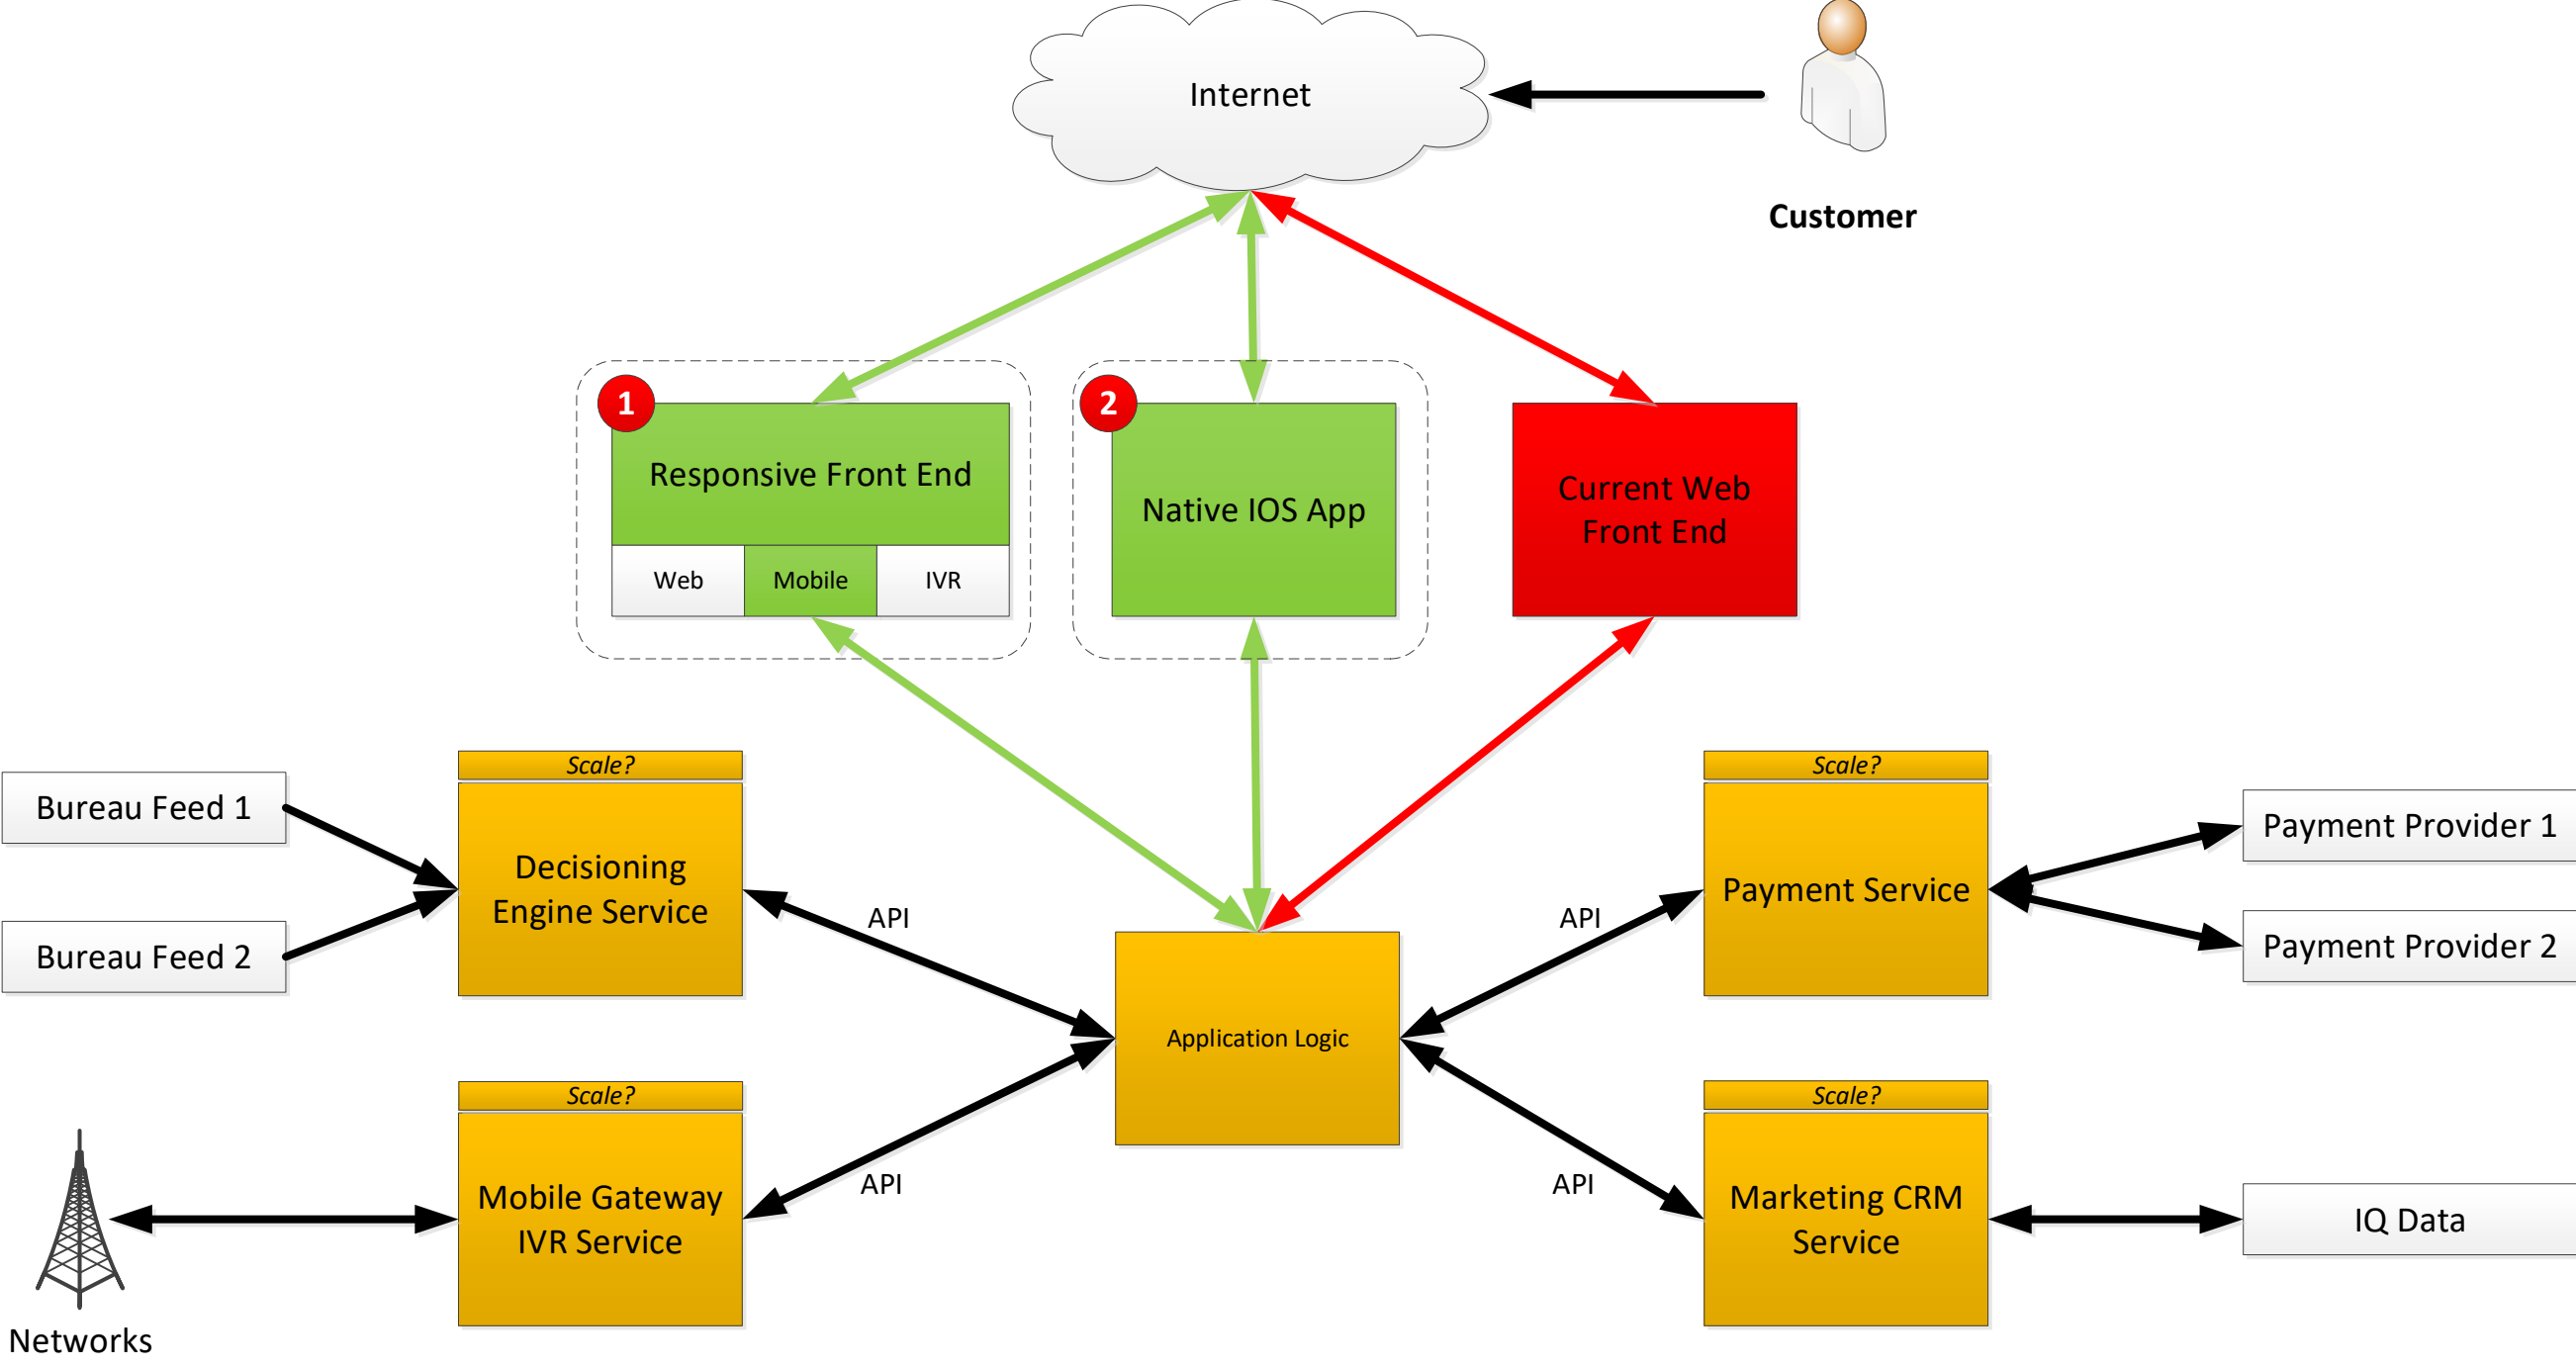 Internet
Customer
1
Responsive Front End
Web
Mobile
IVR
2
Native IOS App
Current Web
Front End
Bureau Feed 1
Bureau Feed 2
Scale?
Decisioning
Engine Service
API
Scale?
Mobile Gateway
IVR Service
API
Networks
Application Logic
API
Scale?
Payment Service
Payment Provider 1
Payment Provider 2
API
Scale?
Marketing CRM
Service
IQ Data